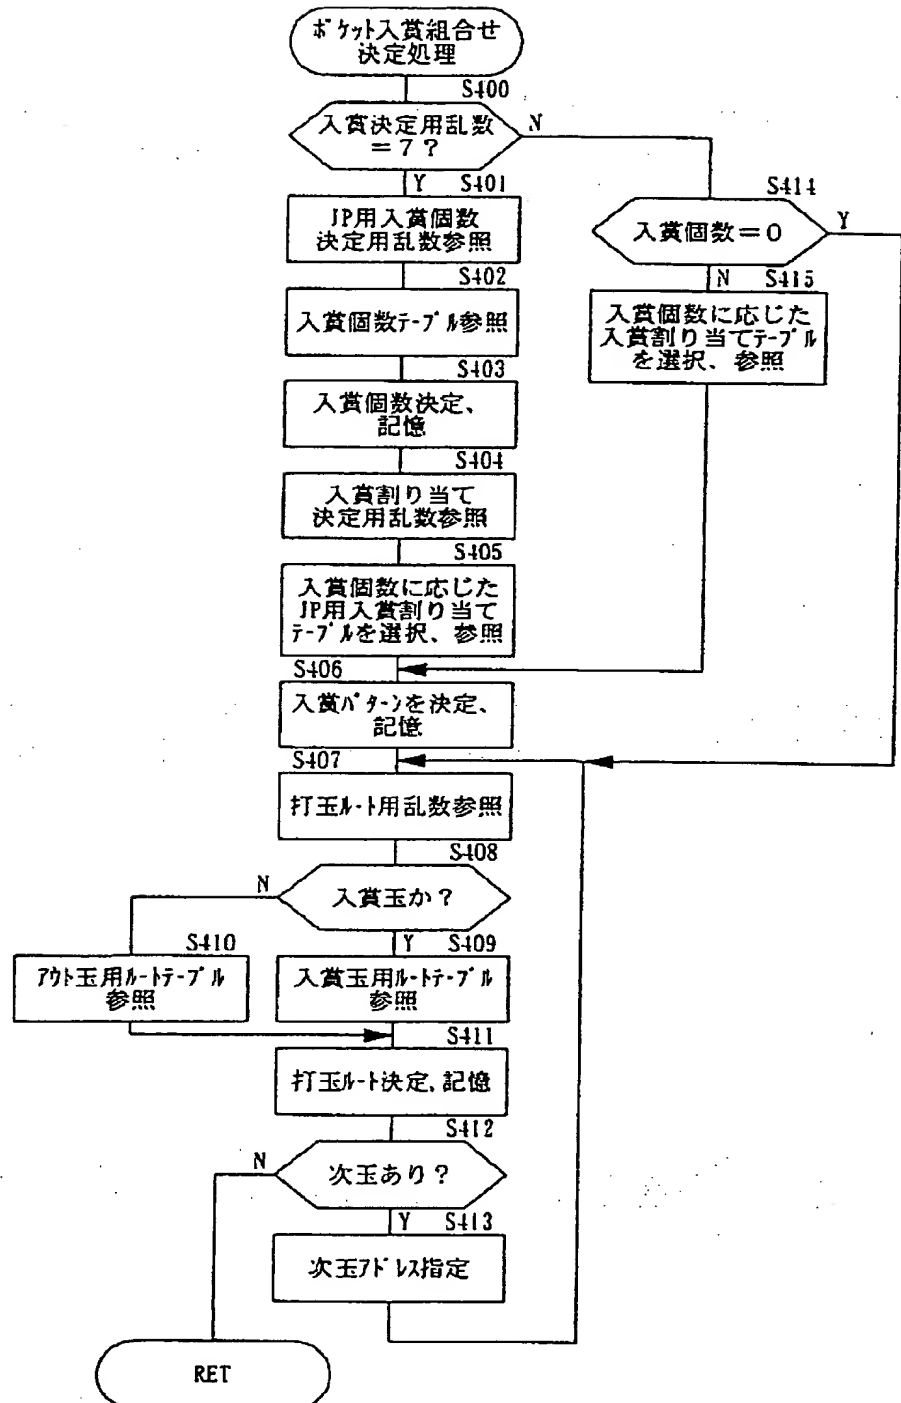 ポケット入賞組合せ
決定処理
S400
入賞決定用乱数
=7?
N
Y
S401
JP用入賞個数
決定用乱数参照
S402
入賞個数テーブル参照
S403
入賞個数決定、
記憶
S404
入賞割り当て
決定用乱数参照
S405
入賞個数に応じた
JP用入賞割り当て
テーブルを選択、参照
S414
入賞個数=0
Y
N
S415
入賞個数に応じた
入賞割り当てテーブル
を選択、参照
S406
入賞パターンを決定、
記憶
S407
打玉ルート用乱数参照
S408
入賞玉か?
N
Y
S409
入賞玉用ルートテーブル
参照
S410
アウト玉用ルートテーブル
参照
S411
打玉ルート決定、記憶
S412
次玉あり?
N
Y
S413
次玉アドレス指定
RET